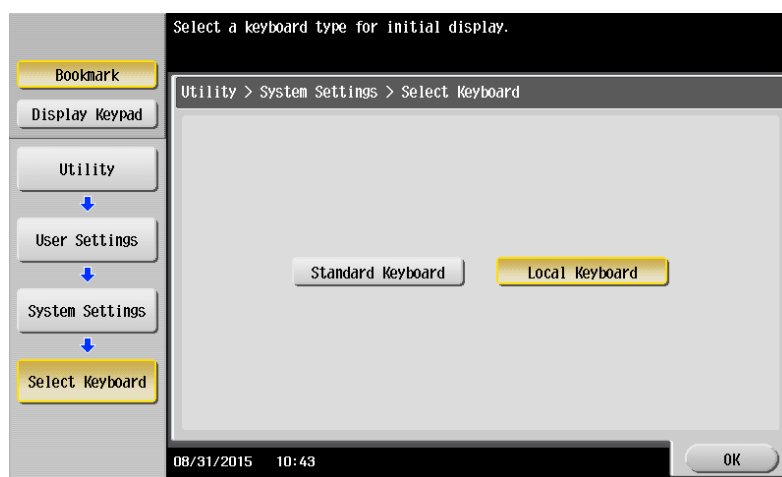 Select a keyboard type for initial display.
Bookmark
Display Keypad
Utility > System Settings > Select Keyboard
Utility
User Settings
System Settings
Select Keyboard
Standard Keyboard
Local Keyboard
08/31/2015 10:43
OK